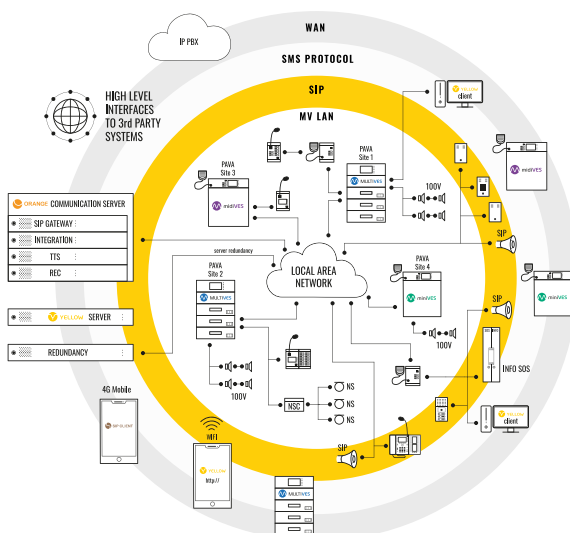 WAN
IP PBX
SMS PROTOCOL
HIGH LEVEL
INTERFACES
TO 3rd PARTY
SYSTEMS
SIP
MV LAN
YELLOW
client
PAVA
Site 3
midiVES
PAVA
Site 1
MULTIVES
100V
midiVES
ORANGE COMMUNICATION SERVER
SIP GATEWAY
INTEGRATION
TTS
REC
SIP
server redundancy
LOCAL AREA
NETWORK
PAVA
Site 2
MULTIVES
PAVA
Site 4
miniVES
miniVES
SIP
YELLOW SERVER
100V
REDUNDANCY
INFO SOS
100V
NSC
NS
NS
NS
4G Mobile
SIP CLIENT
WIFI
YELLOW
http://
SIP
YELLOW
client
MULTIVES